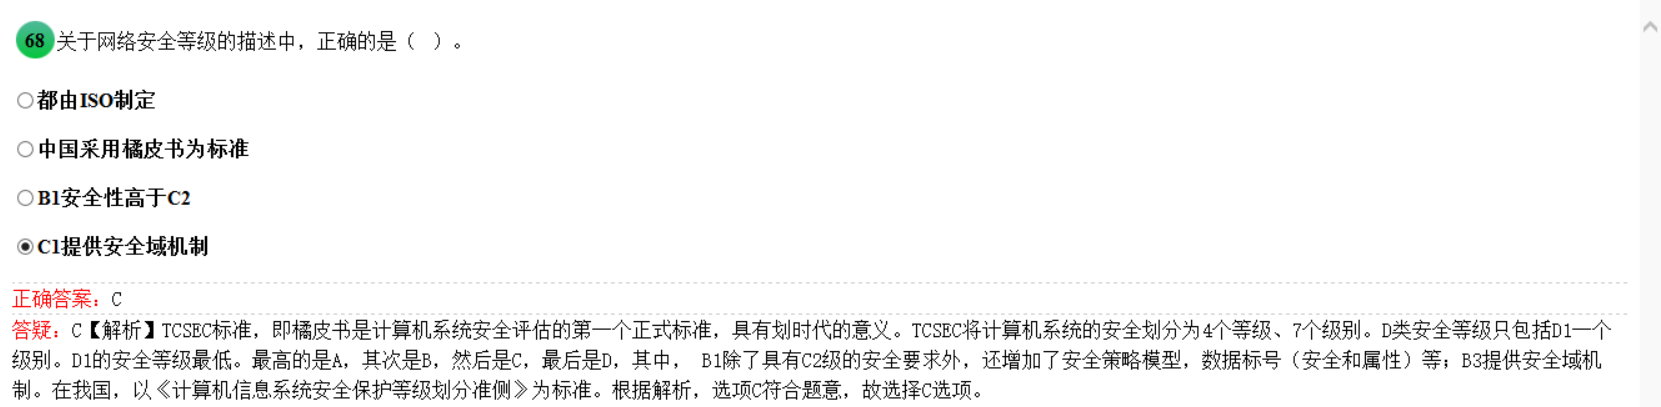 68 关于网络安全等级的描述中，正确的是（  ）。
都由ISO制定
中国采用橘皮书为标准
B1安全性高于C2
C1提供安全域机制
正确答案：C
答疑：C【解析】TCSEC标准，即橘皮书是计算机系统安全评估的第一个正式标准，具有划时代的意义。TCSEC将计算机系统的安全划分为4个等级、7个级别。D类安全等级只包括D1一个
级别。D1的安全等级最低。最高的是A，其次是B，然后是C，最后是D，其中， B1除了具有C2级的安全要求外，还增加了安全策略模型，数据标号（安全和属性）等；B3提供安全域机
制。在我国，以《计算机信息系统安全保护等级划分准侧》为标准。根据解析，选项C符合题意，故选择C选项。